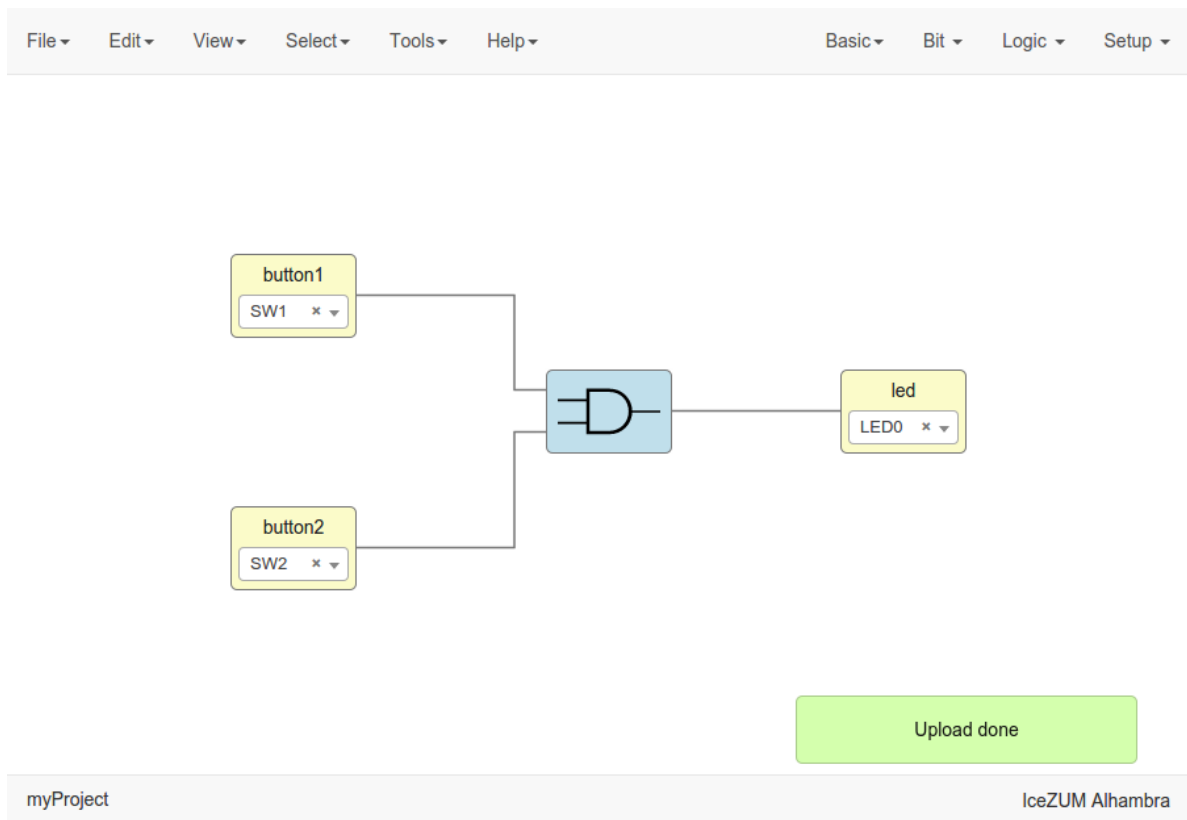 File Edit View Select Tools Help Basic Bit Logic Setup
button1
SW1
led
LED0
button2
SW2
Upload done
myProject IceZUM Alhambra